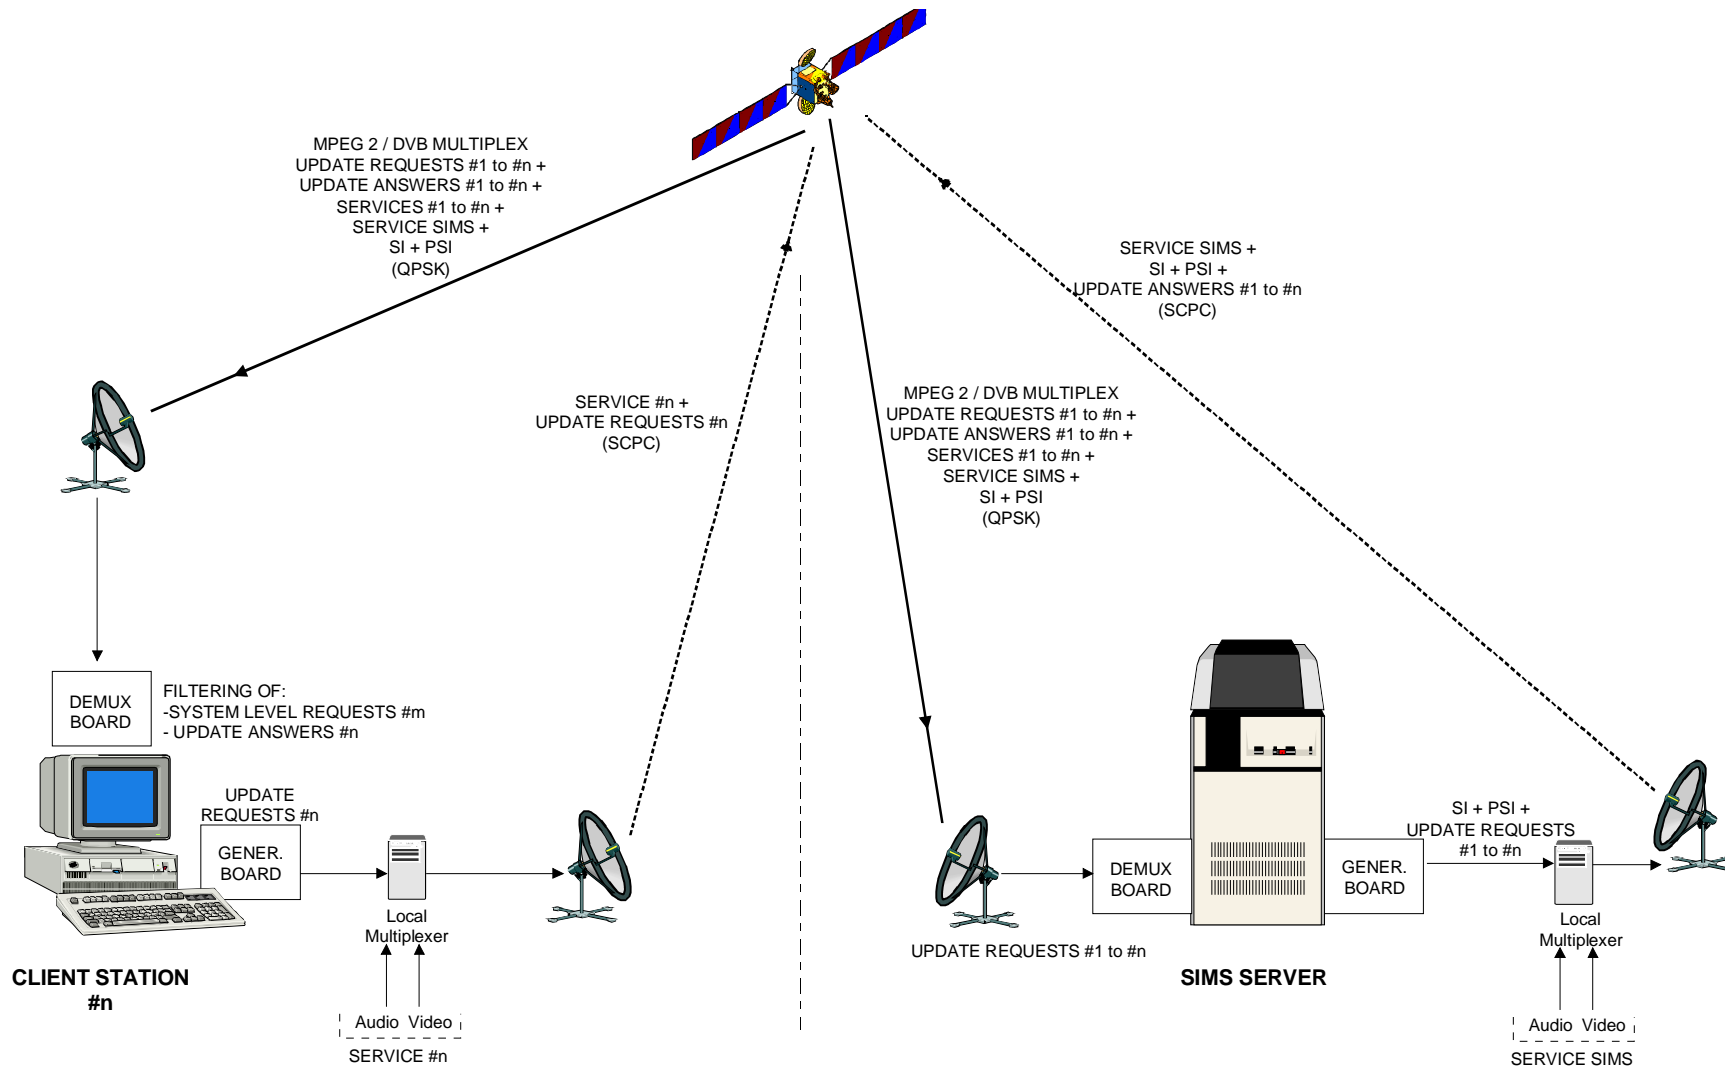 MPEG 2 / DVB MULTIPLEX
UPDATE REQUESTS #1 to #n +
UPDATE ANSWERS #1 to #n +
SERVICES #1 to #n +
SERVICE SIMS +
SI + PSI
(QPSK)
SERVICE SIMS +
SI + PSI +
UPDATE ANSWERS #1 to #n
(SCPC)
SERVICE #n +
UPDATE REQUESTS #n
(SCPC)
MPEG 2 / DVB MULTIPLEX
UPDATE REQUESTS #1 to #n +
UPDATE ANSWERS #1 to #n +
SERVICES #1 to #n +
SERVICE SIMS +
SI + PSI
(QPSK)
DEMUX
BOARD
FILTERING OF:
-SYSTEM LEVEL REQUESTS #m
- UPDATE ANSWERS #n
UPDATE
REQUESTS #n
GENER.
BOARD
Local
Multiplexer
CLIENT STATION
#n
Audio Video
SERVICE #n
DEMUX
BOARD
UPDATE REQUESTS #1 to #n
GENER.
BOARD
SI + PSI +
UPDATE REQUESTS
#1 to #n
Local
Multiplexer
SIMS SERVER
Audio Video
SERVICE SIMS